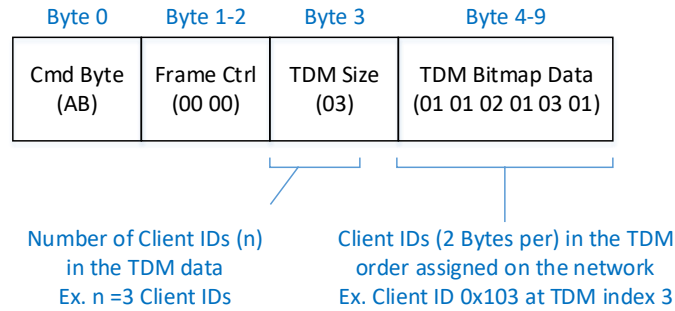 Byte 0 Byte 1-2 Byte 3 Byte 4-9
Cmd Byte Frame Ctrl TDM Size TDM Bitmap Data
(AB) (00 00) (03) (01 01 02 01 03 01)
Number of Client IDs (n)
in the TDM data
Ex. n =3 Client IDs
Client IDs (2 Bytes per) in the TDM
order assigned on the network
Ex. Client ID 0x103 at TDM index 3